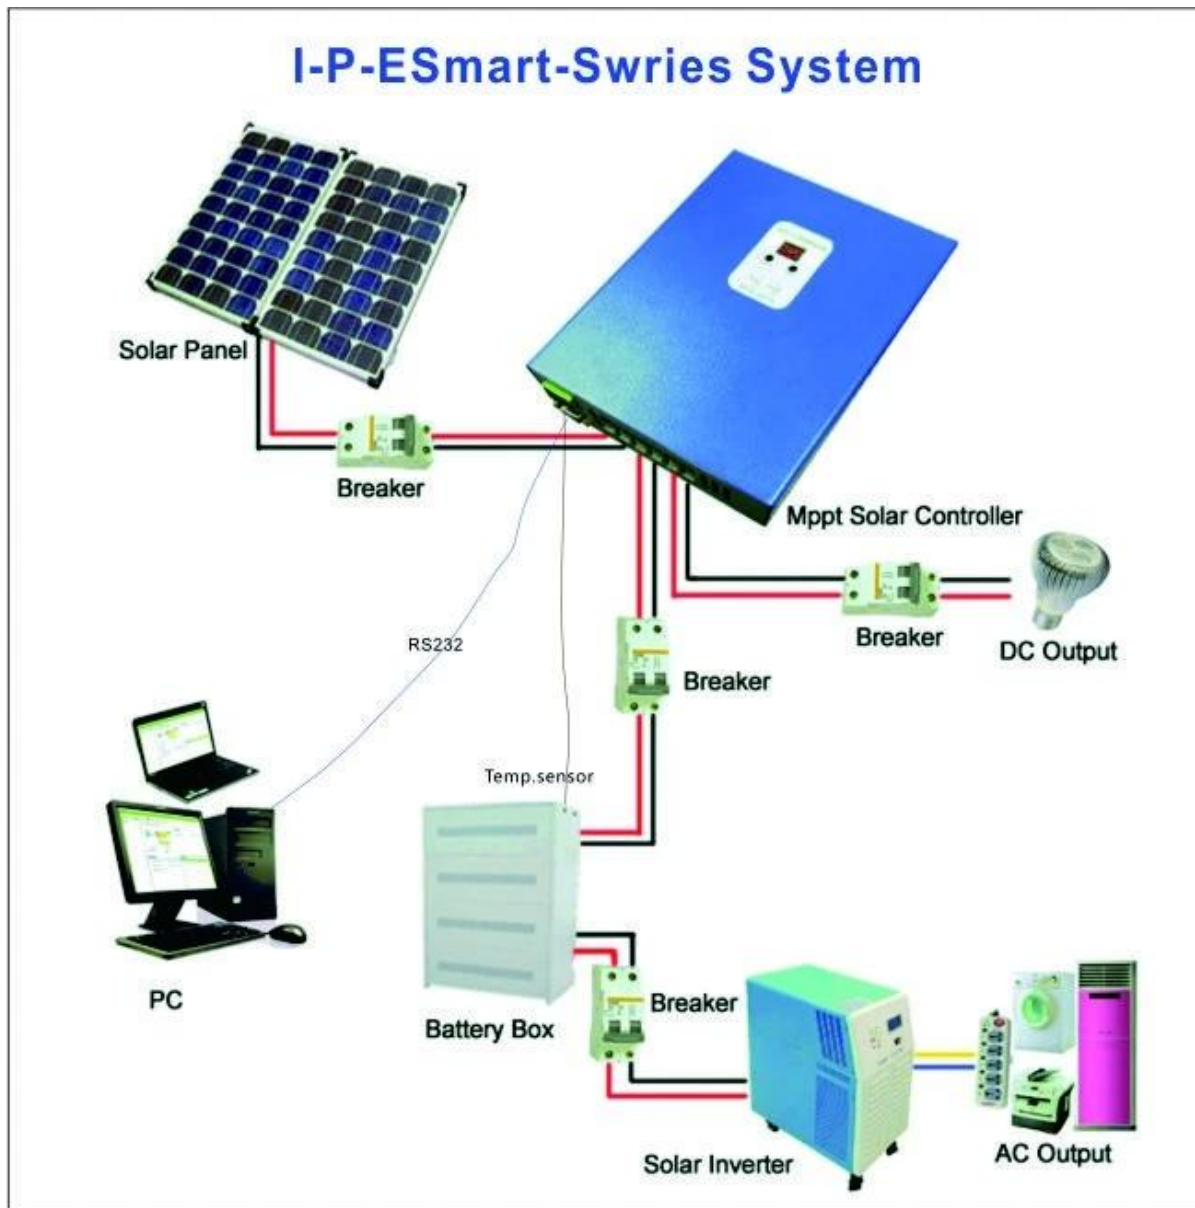 I-P-ESmart-Swries System
Solar Panel
Breaker
Mppt Solar Controller
Breaker
DC Output
RS232
Breaker
Temp.sensor
PC
Battery Box
Breaker
Solar Inverter
AC Output